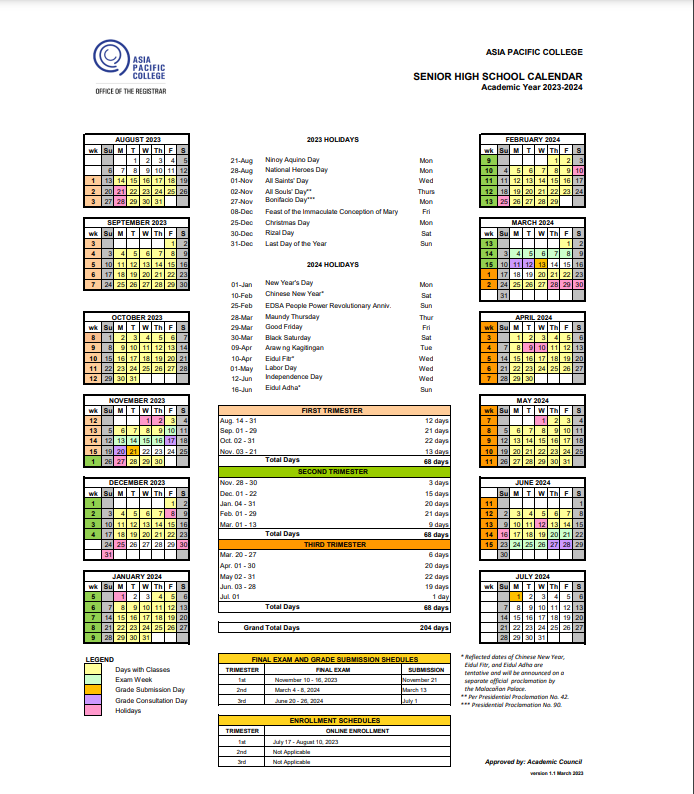 ASIA
PACIFIC
COLLEGE
OFFICE OF THE REGISTRAR
ASIA PACIFIC COLLEGE
SENIOR HIGH SCHOOL CALENDAR
Academic Year 2023-2024
AUGUST 2023
wk Su M T W Th F S
1 2 3 4 5
6 7 8 9 10 11 12
1 13 14 15 16 17 18 19
2 20 21 22 23 24 25 26
3 27 28 29 30 31
SEPTEMBER 2023
wk Su M T W Th F S
3 1 2
4 3 4 5 6 7 8 9
5 10 11 12 13 14 15 16
6 17 18 19 20 21 22 23
7 24 25 26 27 28 29 30
OCTOBER 2023
wk Su M T W Th F S
8 1 2 3 4 5 6 7
9 8 9 10 11 12 13 14
10 15 16 17 18 19 20 21
11 22 23 24 25 26 27 28
12 29 30 31
NOVEMBER 2023
wk Su M T W Th F S
12 1 2 3 4
13 5 6 7 8 9 10 11
14 12 13 14 15 16 17 18
15 19 20 21 22 23 24 25
1 26 27 28 29 30
DECEMBER 2023
wk Su M T W Th F S
1 1 2
2 3 4 5 6 7 8 9
3 10 11 12 13 14 15 16
4 17 18 19 20 21 22 23
24 25 26 27 28 29 30
31
JANUARY 2024
wk Su M T W Th F S
5 1 2 3 4 5 6
6 7 8 9 10 11 12 13
7 14 15 16 17 18 19 20
8 21 22 23 24 25 26 27
9 28 29 30 31
LEGEND
Days with Classes
Exam Week
Grade Submission Day
Grade Consultation Day
Holidays
2023 HOLIDAYS
21-Aug Ninoy Aquino Day Mon
28-Aug National Heroes Day Mon
01-Nov All Saints' Day Wed
02-Nov All Souls' Day** Thurs
27-Nov Bonifacio Day*** Mon
08-Dec Feast of the Immaculate Conception of Mary Fri
25-Dec Christmas Day Mon
30-Dec Rizal Day Sat
31-Dec Last Day of the Year Sun
2024 HOLIDAYS
01-Jan New Year's Day Mon
10-Feb Chinese New Year* Sat
25-Feb EDSA People Power Revolutionary Anniv. Sun
28-Mar Maundy Thursday Thur
29-Mar Good Friday Fri
30-Mar Black Saturday Sat
09-Apr Araw ng Kagitingan Tue
10-Apr Eidul Fitr* Wed
01-May Labor Day Wed
12-Jun Independence Day Wed
16-Jun Eidul Adha* Sun
FIRST TRIMESTER
Aug. 14 - 31 12 days
Sep. 01 - 29 21 days
Oct. 02 - 31 22 days
Nov. 03 - 21 13 days
Total Days 68 days
SECOND TRIMESTER
Nov. 28 - 30 3 days
Dec. 01 - 22 15 days
Jan. 04 - 31 20 days
Feb. 01 - 29 21 days
Mar. 01 - 13 9 days
Total Days 68 days
THIRD TRIMESTER
Mar. 20 - 27 6 days
Apr. 01 - 30 20 days
May 02 - 31 22 days
Jun. 03 - 28 19 days
Jul. 01 1 day
Total Days 68 days
Grand Total Days 204 days
FINAL EXAM AND GRADE SUBMISSION SHEDULES
TRIMESTER FINAL EXAM SUBMISSION
1st November 10 - 16, 2023 November 21
2nd March 4 - 8, 2024 March 13
3rd June 20 - 26, 2024 July 1
ENROLLMENT SCHEDULES
TRIMESTER ONLINE ENROLLMENT
1st July 17 - August 10, 2023
2nd Not Applicable
3rd Not Applicable
FEBRUARY 2024
wk Su M T W Th F S
9 1 2 3
10 4 5 6 7 8 9 10
11 11 12 13 14 15 16 17
12 18 19 20 21 22 23 24
13 25 26 27 28 29
MARCH 2024
wk Su M T W Th F S
13 1 2
14 3 4 5 6 7 8 9
15 10 11 12 13 14 15 16
1 17 18 19 20 21 22 23
2 24 25 26 27 28 29 30
31
APRIL 2024
wk Su M T W Th F S
3 1 2 3 4 5 6
4 7 8 9 10 11 12 13
5 14 15 16 17 18 19 20
6 21 22 23 24 25 26 27
7 28 29 30
MAY 2024
wk Su M T W Th F S
7 1 2 3 4
8 5 6 7 8 9 10 11
9 12 13 14 15 16 17 18
10 19 20 21 22 23 24 25
11 26 27 28 29 30 31
JUNE 2024
wk Su M T W Th F S
11 1
12 2 3 4 5 6 7 8
13 9 10 11 12 13 14 15
14 16 17 18 19 20 21 22
15 23 24 25 26 27 28 29
30
JULY 2024
wk Su M T W Th F S
1 2 3 4 5 6
7 8 9 10 11 12 13
14 15 16 17 18 19 20
21 22 23 24 25 26 27
28 29 30 31
* Reflected dates of Chinese New Year,
Eidul Fitr, and Eidul Adha are
tentative and will be announced on a
separate official proclamation by
the Malacañan Palace.
** Per Presidential Proclamation No. 42.
*** Presidential Proclamation No. 90.
Approved by: Academic Council
version 1.1 March 2023